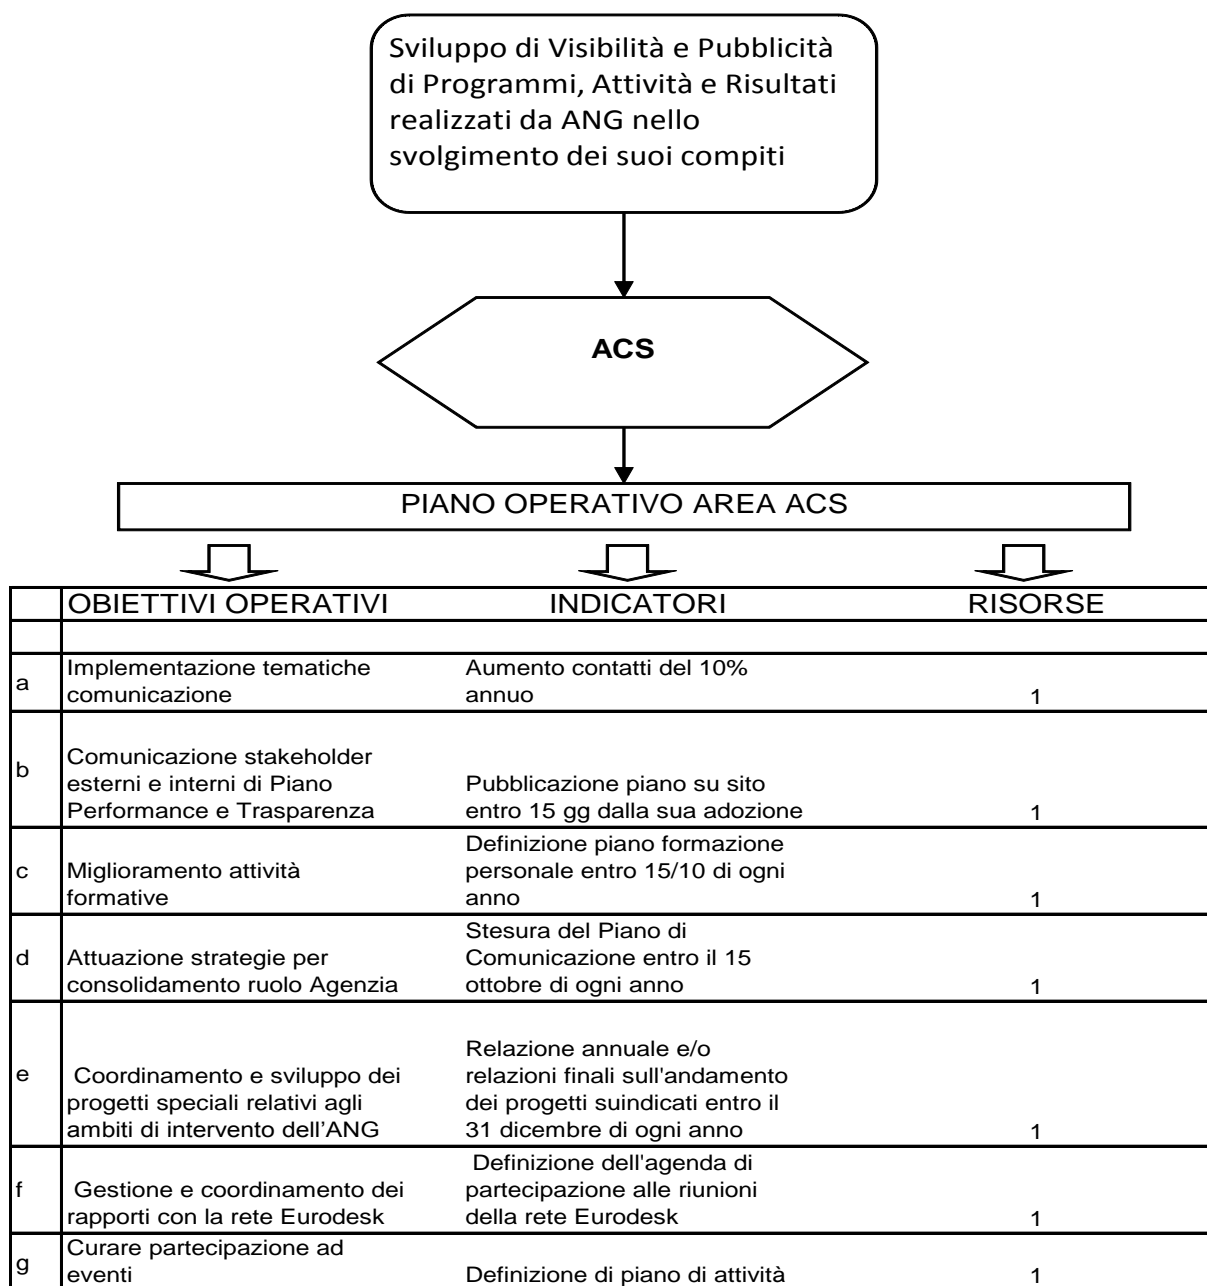 Sviluppo di Visibilità e Pubblicità
di Programmi, Attività e Risultati
realizzati da ANG nello
svolgimento dei suoi compiti
ACS
PIANO OPERATIVO AREA ACS
OBIETTIVI OPERATIVI INDICATORI RISORSE
a
Implementazione tematiche
comunicazione
Aumento contatti del 10%
annuo
1
b
Comunicazione stakeholder
esterni e interni di Piano
Performance e Trasparenza
Pubblicazione piano su sito
entro 15 gg dalla sua adozione
1
c
Miglioramento attività
formative
Definizione piano formazione
personale entro 15/10 di ogni
anno
1
d
Attuazione strategie per
consolidamento ruolo Agenzia
Stesura del Piano di
Comunicazione entro il 15
ottobre di ogni anno
1
e
Coordinamento e sviluppo dei
progetti speciali relativi agli
ambiti di intervento dell'ANG
Relazione annuale e/o
relazioni finali sull'andamento
dei progetti suindicati entro il
31 dicembre di ogni anno
1
f
Gestione e coordinamento dei
rapporti con la rete Eurodesk
Definizione dell'agenda di
partecipazione alle riunioni
della rete Eurodesk
1
g
Curare partecipazione ad
eventi
Definizione di piano di attività
1